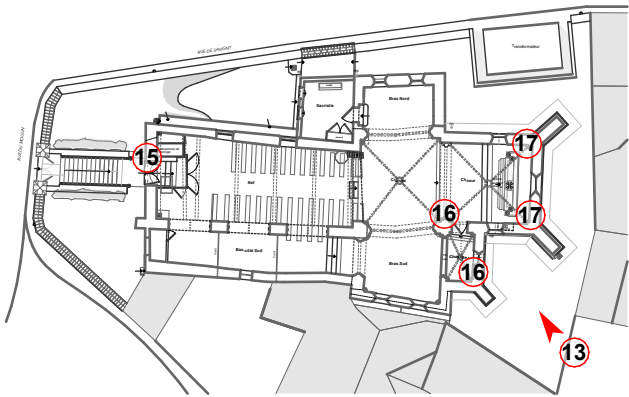 RUE DE SAVIGNY
Transformateur
Bras Nord
Sacristie
17
15
Nef
Chœur
16
17
Bas-côté Sud
Bras Sud
16
13